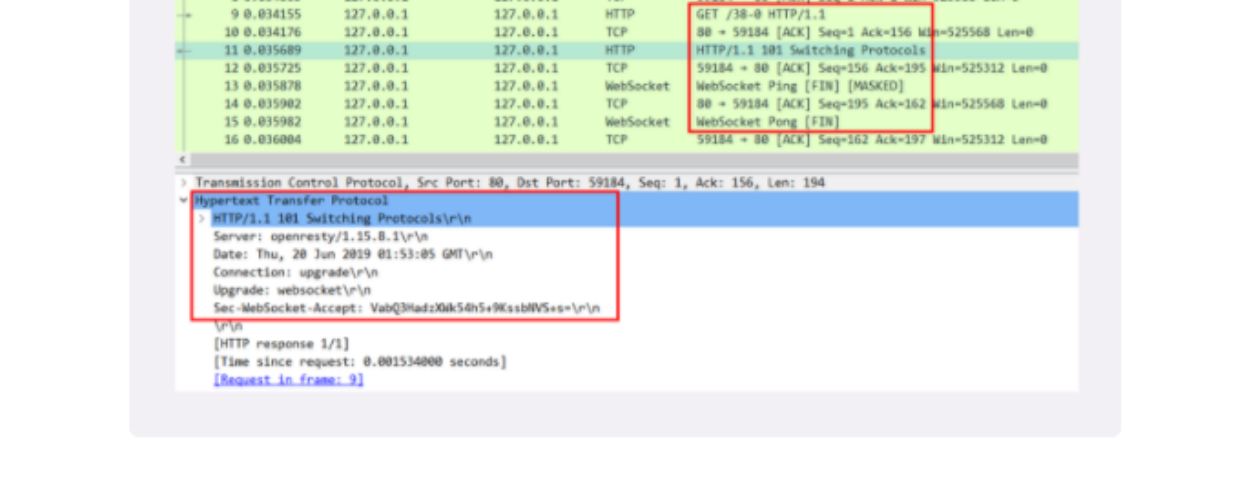 9 0.034155 127.0.0.1 127.0.0.1 HTTP GET /38-0 HTTP/1.1
10 0.034176 127.0.0.1 127.0.0.1 TCP 80 → 59184 [ACK] Seq=1 Ack=156 Win=525568 Len=0
11 0.035689 127.0.0.1 127.0.0.1 HTTP HTTP/1.1 101 Switching Protocols
12 0.035725 127.0.0.1 127.0.0.1 TCP 59184 → 80 [ACK] Seq=156 Ack=195 Win=525312 Len=0
13 0.035878 127.0.0.1 127.0.0.1 WebSocket WebSocket Ping [FIN] [MASKED]
14 0.035902 127.0.0.1 127.0.0.1 TCP 80 → 59184 [ACK] Seq=195 Ack=162 Win=525568 Len=0
15 0.035982 127.0.0.1 127.0.0.1 WebSocket WebSocket Pong [FIN]
16 0.036004 127.0.0.1 127.0.0.1 TCP 59184 → 80 [ACK] Seq=162 Ack=197 Win=525312 Len=0
Transmission Control Protocol, Src Port: 80, Dst Port: 59184, Seq: 1, Ack: 156, Len: 194
Hypertext Transfer Protocol
HTTP/1.1 101 Switching Protocols\r\n
Server: openresty/1.15.8.1\r\n
Date: Thu, 20 Jun 2019 01:53:05 GMT\r\n
Connection: upgrade\r\n
Upgrade: websocket\r\n
Sec-WebSocket-Accept:
\r\n
[HTTP response 1/1]
[Time since request: 0.001534000 seconds]
[Request in frame: 9]